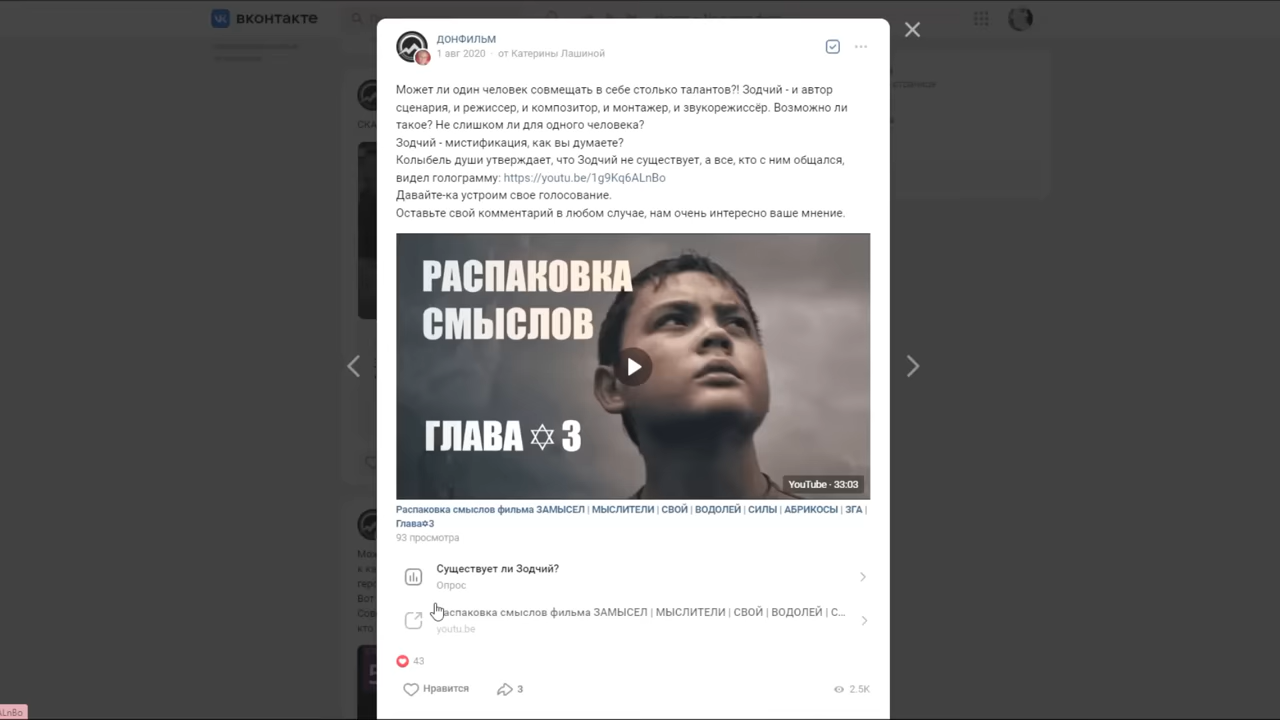 вконтакте
ДОНФИЛЬМ
1 авг 2020 · от Катерины Лашиной
Может ли один человек совмещать в себе столько талантов?! Зодчий - и автор
сценария, и режиссер, и композитор, и монтажер, и звукорежиссёр. Возможно ли
такое? Не слишком ли для одного человека?
Зодчий - мистификация, как вы думаете?
Колыбель души утверждает, что Зодчий не существует, а все, кто с ним общался,
видел голограмму: https://youtu.be/1g9Kq6ALnBo
Давайте-ка устроим свое голосование.
Оставьте свой комментарий в любом случае, нам очень интересно ваше мнение.
РАСПАКОВКА
СМЫСЛОВ
ГЛАВА ✡ 3
YouTube · 33:03
Распаковка смыслов фильма ЗАМЫСЕЛ | МЫСЛИТЕЛИ | СВОЙ | ВОДОЛЕЙ | СИЛЫ | АБРИКОСЫ | ЗГА |
Глава✡3
93 просмотра
Существует ли Зодчий?
Опрос
аспаковка смыслов фильма ЗАМЫСЕЛ | МЫСЛИТЕЛИ | СВОЙ | ВОДОЛЕЙ | С...
youtu.be
43
Нравится
3
2.5K
ALnBo